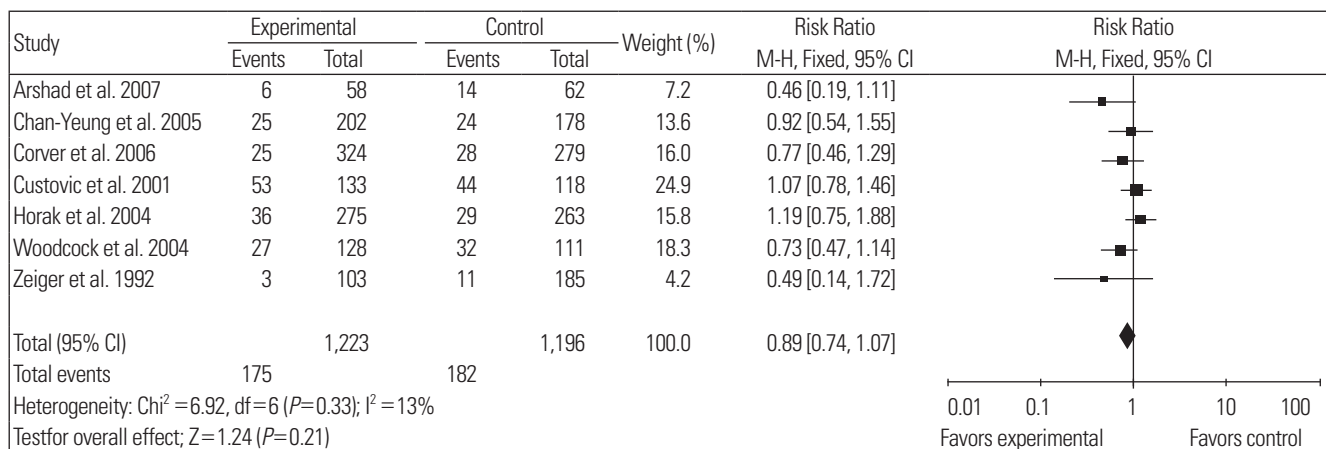 Study Experimental Control Weight (%) Risk Ratio Risk Ratio
Events Total Events Total M-H, Fixed, 95% CI M-H, Fixed, 95% CI
Arshad et al. 2007 6 58 14 62 7.2 0.46 [0.19, 1.11]
Chan-Yeung et al. 2005 25 202 24 178 13.6 0.92 [0.54, 1.55]
Corver et al. 2006 25 324 28 279 16.0 0.77 [0.46, 1.29]
Custovic et al. 2001 53 133 44 118 24.9 1.07 [0.78, 1.46]
Horak et al. 2004 36 275 29 263 15.8 1.19 [0.75, 1.88]
Woodcock et al. 2004 27 128 32 111 18.3 0.73 [0.47, 1.14]
Zeiger et al. 1992 3 103 11 185 4.2 0.49 [0.14, 1.72]
Total (95% CI) 1,223 1,196 100.0 0.89 [0.74, 1.07]
Total events 175 182
Heterogeneity: Chi² =6.92, df=6 (P=0.33); I² =13%
Testfor overall effect; Z=1.24 (P=0.21)
0.01 0.1 1 10 100
Favors experimental Favors control